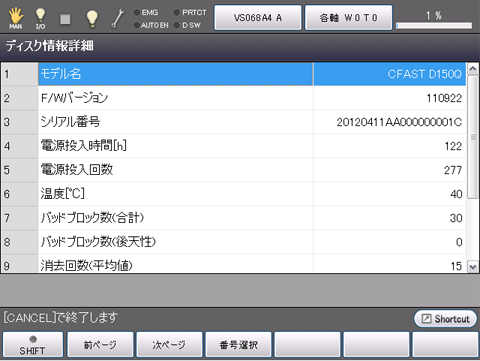 MAN I/O EMG PRTCT AUTO EN D SW VS068A4 A 各軸 W0T0 1 %
ディスク情報詳細
1 モデル名 CFAST D150Q
2 F/Wバージョン 110922
3 シリアル番号 20120411AA000000001C
4 電源投入時間[h] 122
5 電源投入回数 277
6 温度[℃] 40
7 バッドブロック数(合計) 30
8 バッドブロック数(後天性) 0
9 消去回数(平均値) 15
[CANCEL]で終了します Shortcut
SHIFT 前ページ 次ページ 番号選択